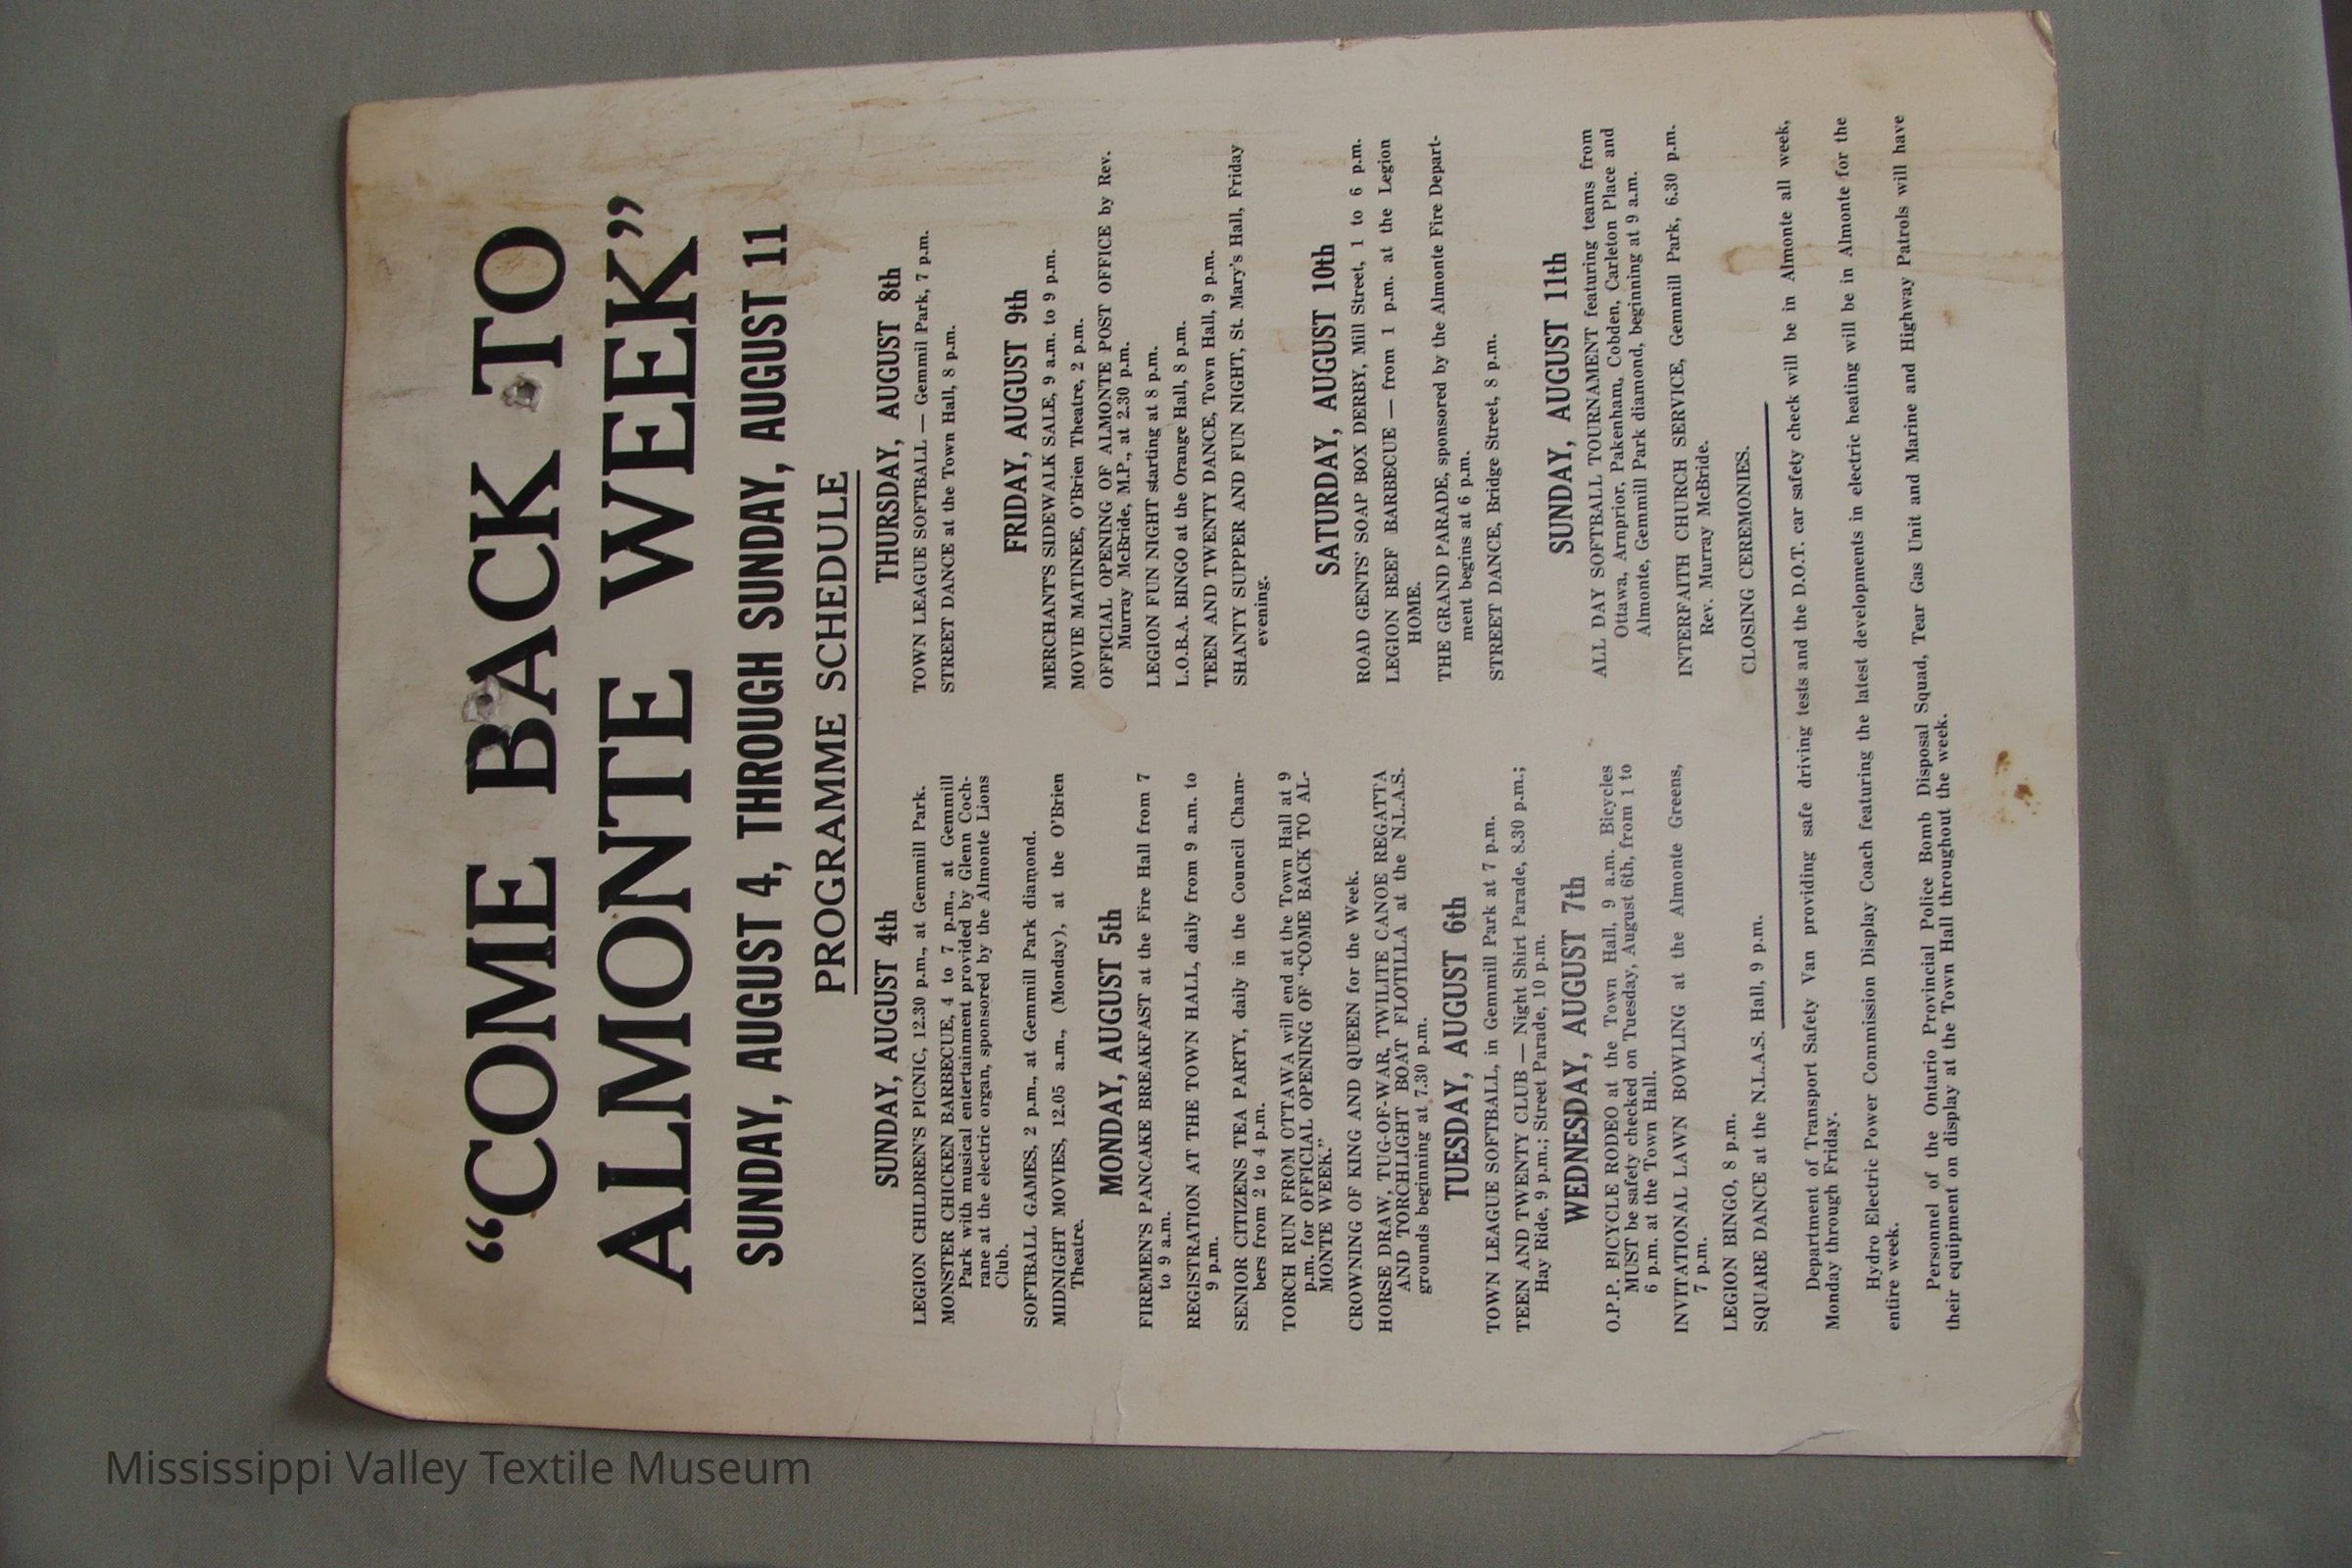 "COME BACK TO
ALMONTE WEEK"
SUNDAY, AUGUST 4, THROUGH SUNDAY, AUGUST 11
PROGRAMME SCHEDULE
SUNDAY, AUGUST 4th
LEGION CHILDREN'S PICNIC, 12.30 p.m., at Gemmill Park.
MONSTER CHICKEN BARBECUE, 4 to 7 p.m., at Gemmill
Park with musical entertainment provided by Glenn Coch-
rane at the electric organ, sponsored by the Almonte Lions
Club.
SOFTBALL GAMES, 2 p.m., at Gemmill Park diamond.
MIDNIGHT MOVIES, 12.05 a.m., (Monday), at the O'Brien
Theatre.
MONDAY, AUGUST 5th
FIREMEN'S PANCAKE BREAKFAST at the Fire Hall from 7
to 9 a.m.
REGISTRATION AT THE TOWN HALL, daily from 9 a.m. to
9 p.m.
SENIOR CITIZENS TEA PARTY, daily in the Council Cham-
bers from 2 to 4 p.m.
TORCH RUN FROM OTTAWA will end at the Town Hall at 9
p.m. for OFFICIAL OPENING OF "COME BACK TO AL-
MONTE WEEK."
CROWNING OF KING AND QUEEN for the Week.
HORSE DRAW, TUG-OF-WAR, TWILITE CANOE REGATTA
AND TORCHLIGHT BOAT FLOTILLA at the N.L.A.S.
grounds beginning at 7.30 p.m.
TUESDAY, AUGUST 6th
TOWN LEAGUE SOFTBALL, in Gemmill Park at 7 p.m.
TEEN AND TWENTY CLUB — Night Shirt Parade, 8.30 p.m.;
Hay Ride, 9 p.m.; Street Parade, 10 p.m.
WEDNESDAY, AUGUST 7th
O.P.P. BICYCLE RODEO at the Town Hall, 9 a.m. Bicycles
MUST be safety checked on Tuesday, August 6th, from 1 to
6 p.m. at the Town Hall.
INVITATIONAL LAWN BOWLING at the Almonte Greens,
7 p.m.
LEGION BINGO, 8 p.m.
SQUARE DANCE at the N.L.A.S. Hall, 9 p.m.
THURSDAY, AUGUST 8th
TOWN LEAGUE SOFTBALL — Gemmil Park, 7 p.m.
STREET DANCE at the Town Hall, 8 p.m.
FRIDAY, AUGUST 9th
MERCHANT'S SIDEWALK SALE, 9 a.m. to 9 p.m.
MOVIE MATINEE, O'Brien Theatre, 2 p.m.
OFFICIAL OPENING OF ALMONTE POST OFFICE by Rev.
Murray McBride, M.P., at 2.30 p.m.
LEGION FUN NIGHT starting at 8 p.m.
L.O.B.A. BINGO at the Orange Hall, 8 p.m.
TEEN AND TWENTY DANCE, Town Hall, 9 p.m.
SHANTY SUPPER AND FUN NIGHT, St. Mary's Hall, Friday
evening.
SATURDAY, AUGUST 10th
ROAD GENTS' SOAP BOX DERBY, Mill Street, 1 to 6 p.m.
LEGION BEEF BARBECUE — from 1 p.m. at the Legion
HOME.
THE GRAND PARADE, sponsored by the Almonte Fire Depart-
ment begins at 6 p.m.
STREET DANCE, Bridge Street, 8 p.m.
SUNDAY, AUGUST 11th
ALL DAY SOFTBALL TOURNAMENT featuring teams from
Ottawa, Arnprior, Pakenham, Cobden, Carleton Place and
Almonte, Gemmill Park diamond, beginning at 9 a.m.
INTERFAITH CHURCH SERVICE, Gemmill Park, 6.30 p.m.
Rev. Murray McBride.
CLOSING CEREMONIES.
Department of Transport Safety Van providing safe driving tests and the D.O.T. car safety check will be in Almonte all week,
Monday through Friday.
Hydro Electric Power Commission Display Coach featuring the latest developments in electric heating will be in Almonte for the
entire week.
Personnel of the Ontario Provincial Police Bomb Disposal Squad, Tear Gas Unit and Marine and Highway Patrols will have
their equipment on display at the Town Hall throughout the week.
Mississippi Valley Textile Museum